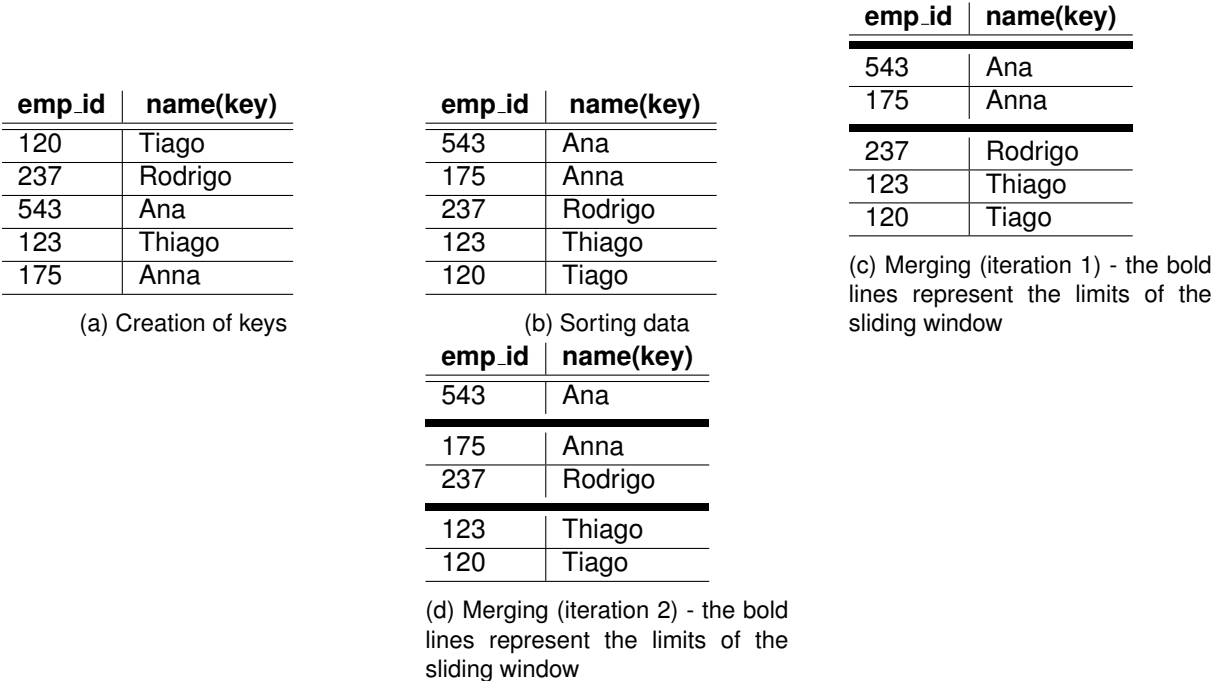 emp_id name(key)
120 Tiago
237 Rodrigo
543 Ana
123 Thiago
175 Anna
(a) Creation of keys
emp_id name(key)
543 Ana
175 Anna
237 Rodrigo
123 Thiago
120 Tiago
(b) Sorting data
emp_id name(key)
543 Ana
175 Anna
237 Rodrigo
123 Thiago
120 Tiago
(c) Merging (iteration 1) - the bold
lines represent the limits of the
sliding window
emp_id name(key)
543 Ana
175 Anna
237 Rodrigo
123 Thiago
120 Tiago
(d) Merging (iteration 2) - the bold
lines represent the limits of the
sliding window